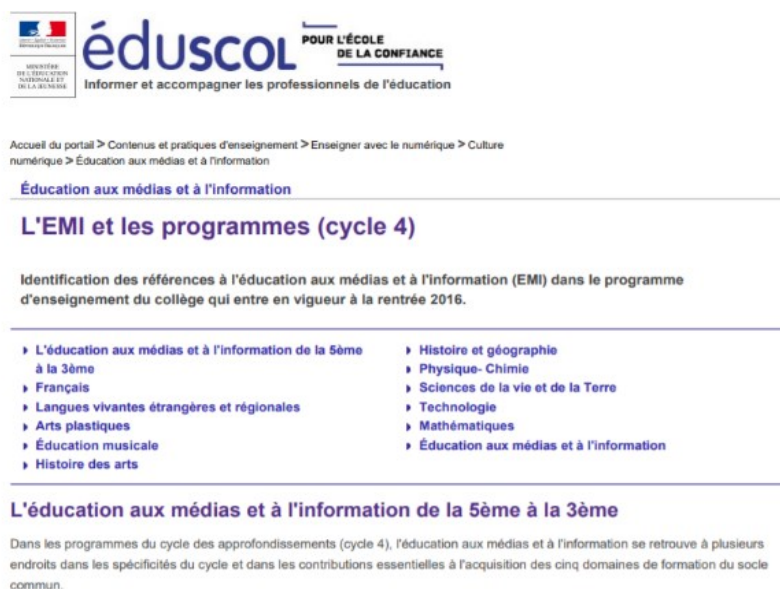 éduscol
POUR L'ÉCOLE
DE LA CONFIANCE
MINISTÈRE
DE L'ÉDUCATION
NATIONALE ET
DE LA JEUNESSE
Informer et accompagner les professionnels de l'éducation
Accueil du portail > Contenus et pratiques d'enseignement > Enseigner avec le numérique > Culture
numérique > Éducation aux médias et à l'information
Éducation aux médias et à l'information
L'EMI et les programmes (cycle 4)
Identification des références à l'éducation aux médias et à l'information (EMI) dans le programme
d'enseignement du collège qui entre en vigueur à la rentrée 2016.
L'éducation aux médias et à l'information de la 5ème
à la 3ème
Français
Langues vivantes étrangères et régionales
Arts plastiques
Éducation musicale
Histoire des arts
Histoire et géographie
Physique- Chimie
Sciences de la vie et de la Terre
Technologie
Mathématiques
Éducation aux médias et à l'information
L'éducation aux médias et à l'information de la 5ème à la 3ème
Dans les programmes du cycle des approfondissements (cycle 4), l'éducation aux médias et à l'information se retrouve à plusieurs
endroits dans les spécificités du cycle et dans les contributions essentielles à l'acquisition des cinq domaines de formation du socle
commun.